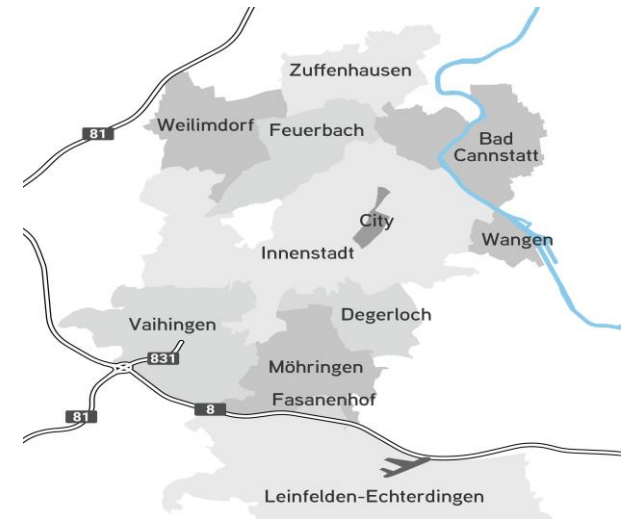 Zuffenhausen
Weilimdorf
Feuerbach
81
Bad
Cannstatt
City
Wangen
Innenstadt
Degerloch
Vaihingen
831
Möhringen
Fasanenhof
8
81
Leinfelden-Echterdingen